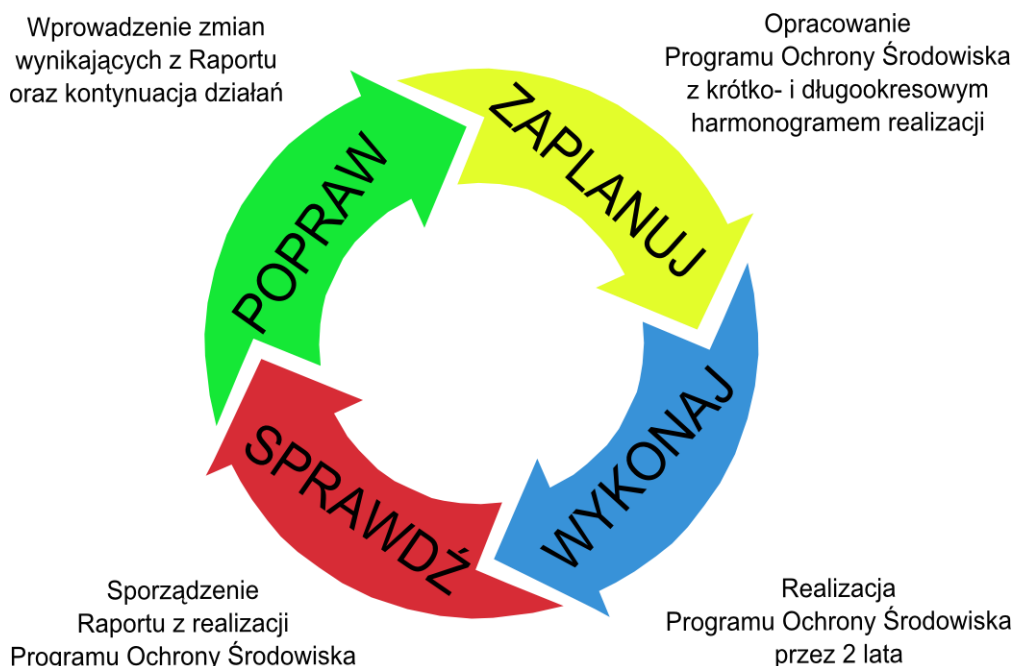 Wprowadzenie zmian
wynikających z Raportu
oraz kontynuacja działań
Opracowanie
Programu Ochrony Środowiska
z krótko- i długookresowym
harmonogramem realizacji
POPRAW
ZAPLANUJ
WYKONAJ
SPRAWDŹ
Sporządzenie
Raportu z realizacji
Programu Ochrony Środowiska
Realizacja
Programu Ochrony Środowiska
przez 2 lata